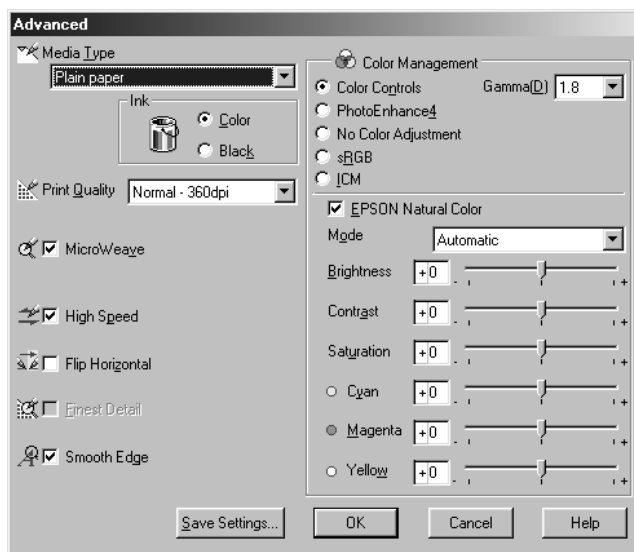 Advanced
Media Type
Plain paper
Ink
Color
Black
Print Quality
Normal - 360dpi
MicroWeave
High Speed
Flip Horizontal
Finest Detail
Smooth Edge
Color Management
Color Controls
Gamma(D)
1.8
PhotoEnhance4
No Color Adjustment
sRGB
ICM
EPSON Natural Color
Mode
Automatic
Brightness +0 - +
Contrast +0 - +
Saturation +0 - +
Cyan +0 - +
Magenta +0 - +
Yellow +0 - +
Save Settings...
OK
Cancel
Help